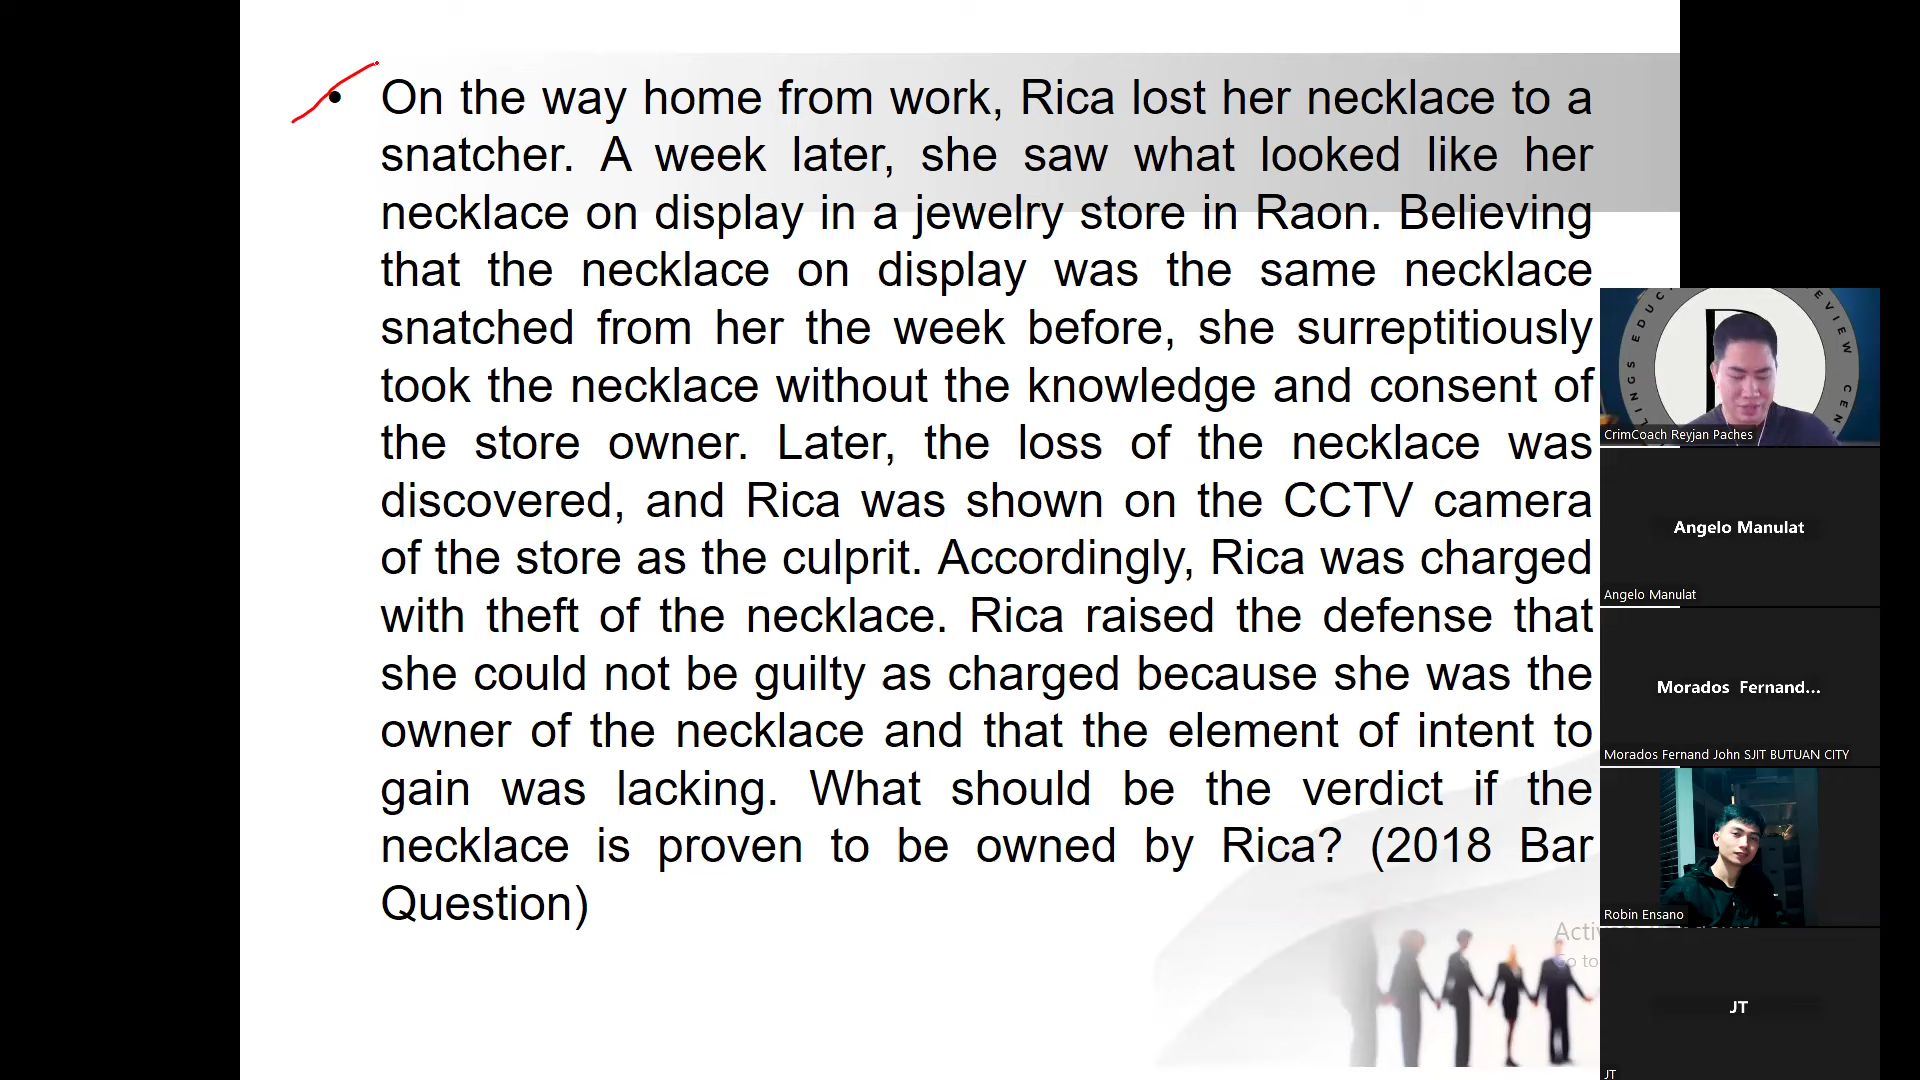 • On the way home from work, Rica lost her necklace to a
snatcher. A week later, she saw what looked like her
necklace on display in a jewelry store in Raon. Believing
that the necklace on display was the same necklace
snatched from her the week before, she surreptitiously
took the necklace without the knowledge and consent of
the store owner. Later, the loss of the necklace was
discovered, and Rica was shown on the CCTV camera
of the store as the culprit. Accordingly, Rica was charged
with theft of the necklace. Rica raised the defense that
she could not be guilty as charged because she was the
owner of the necklace and that the element of intent to
gain was lacking. What should be the verdict if the
necklace is proven to be owned by Rica? (2018 Bar
Question)
CrimCoach Reyjan Paches
Angelo Manulat
Angelo Manulat
Morados Fernand...
Morados Fernand John SJIT BUTUAN CITY
Robin Ensano
JT
JT